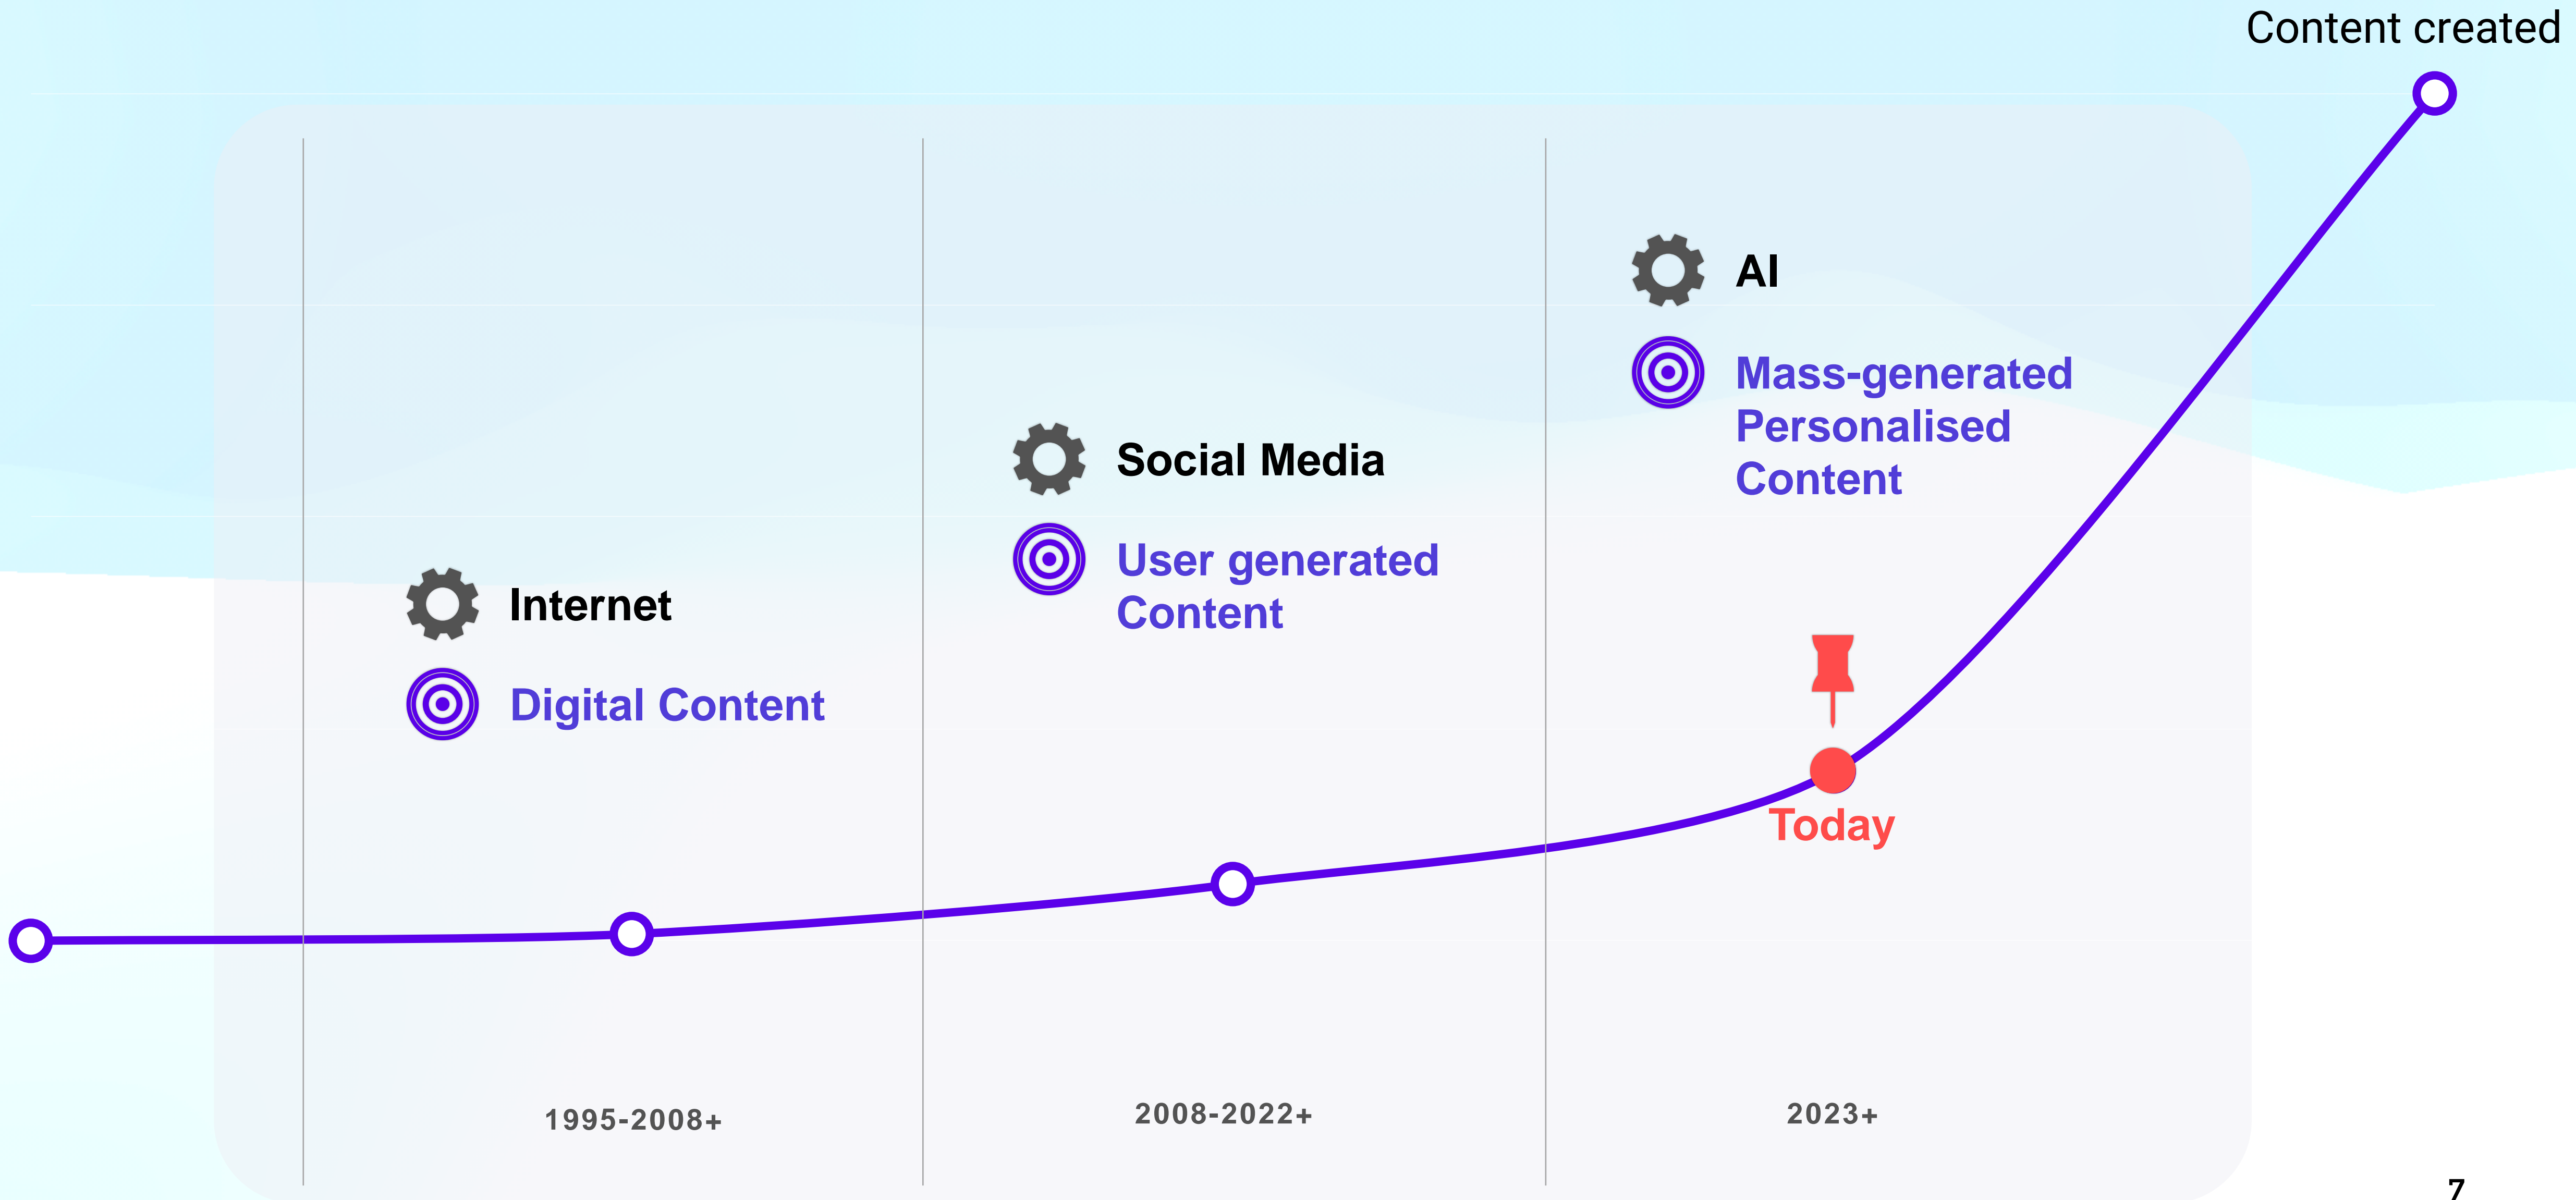 Content created
AI
Mass-generated
Personalised
Content
Social Media
User generated
Content
Internet
Digital Content
Today
1995-2008+
2008-2022+
2023+
7